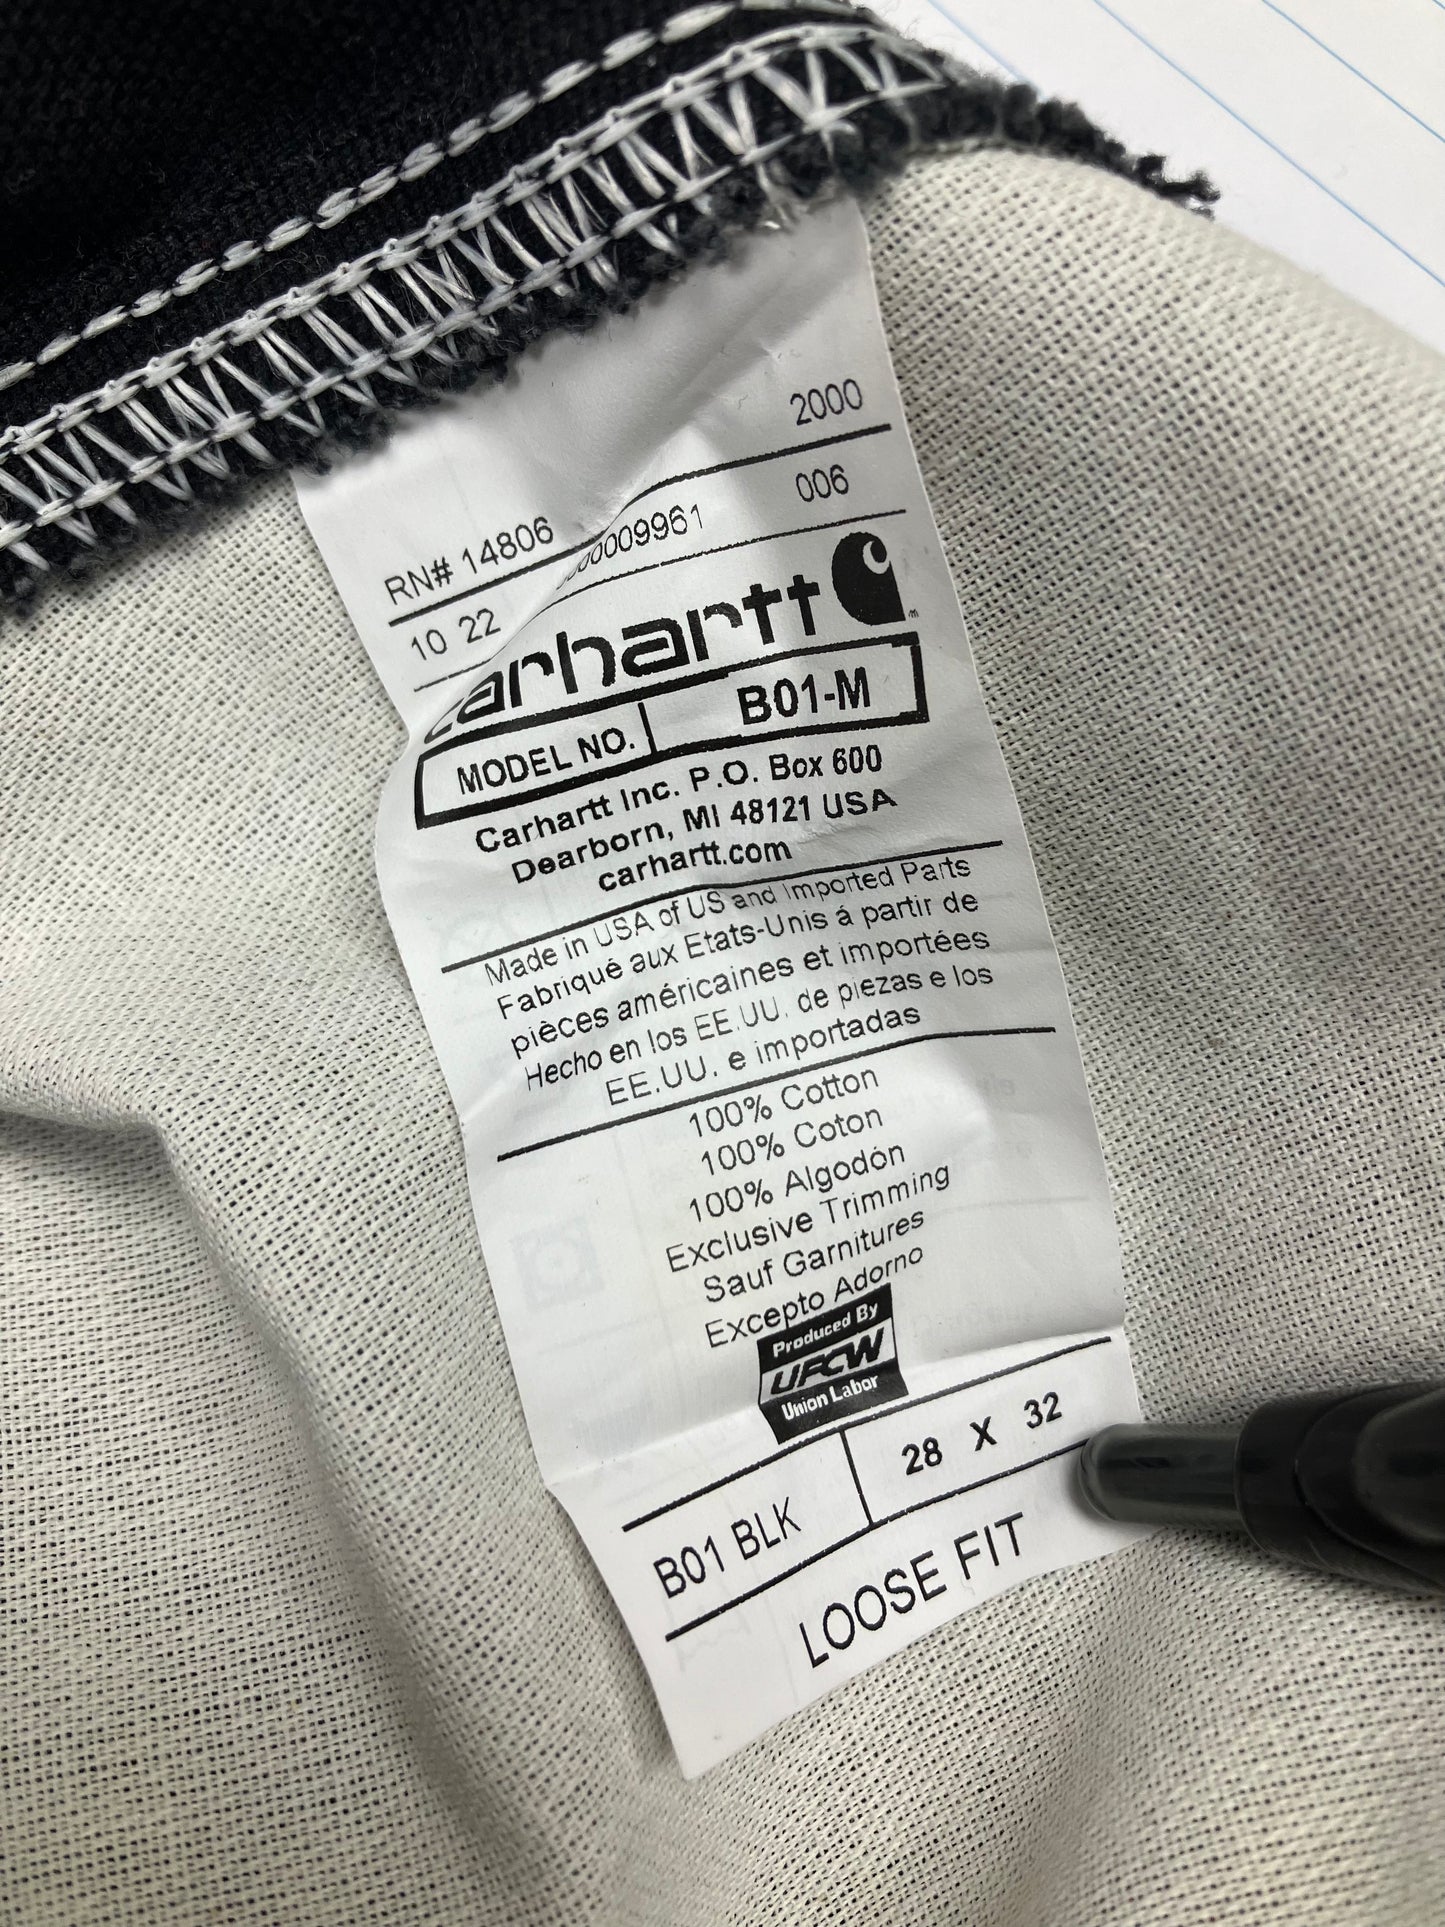 2000
RN# 14806
006
10 22
carhartt
MODEL NO. B01-M
Carhartt Inc. P.O. Box 600
Dearborn, MI 48121 USA
carhartt.com
Made in USA of US and Imported Parts
Fabriqué aux Etats-Unis á partir de
pièces américaines et importées
Hecho en los EE.UU. de piezas e los
EE.UU. e importadas
100% Cotton
100% Coton
100% Algodón
Exclusive Trimming
Sauf Garnitures
Excepto Adorno
Produced By
UFCW
Union Labor
B01 BLK 28 X 32
LOOSE FIT